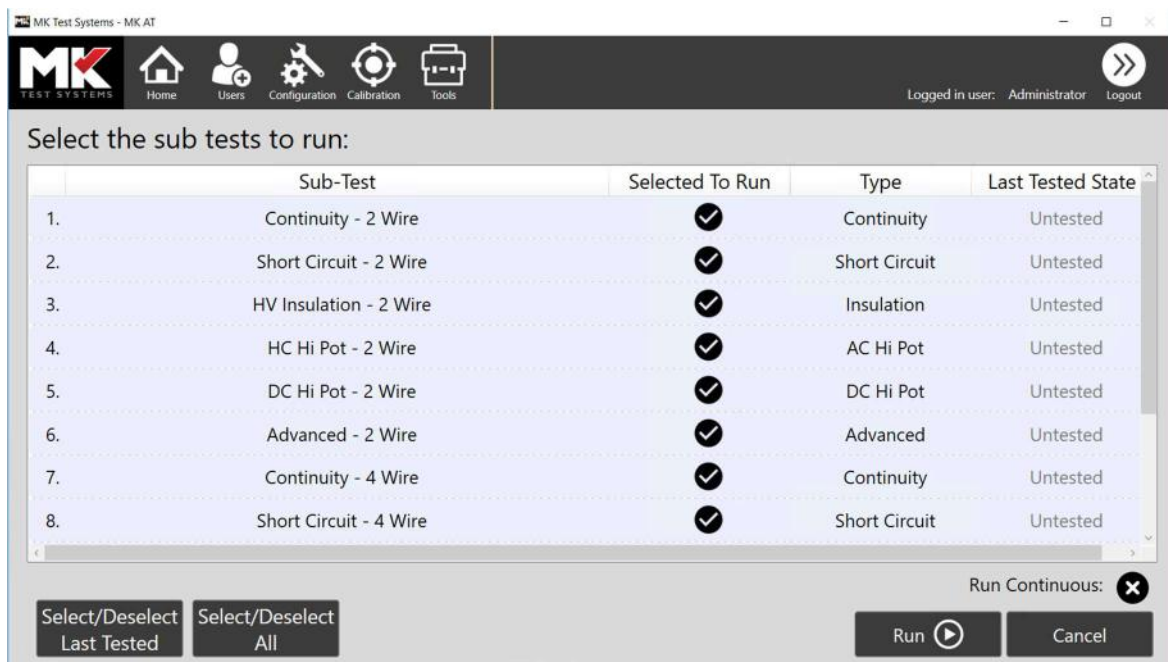 MK Test Systems - MK AT
MK
TEST SYSTEMS
Home
Users
Configuration
Calibration
Tools
Logged in user: Administrator
Logout
Select the sub tests to run:
Sub-Test Selected To Run Type Last Tested State
1. Continuity - 2 Wire Continuity Untested
2. Short Circuit - 2 Wire Short Circuit Untested
3. HV Insulation - 2 Wire Insulation Untested
4. HC Hi Pot - 2 Wire AC Hi Pot Untested
5. DC Hi Pot - 2 Wire DC Hi Pot Untested
6. Advanced - 2 Wire Advanced Untested
7. Continuity - 4 Wire Continuity Untested
8. Short Circuit - 4 Wire Short Circuit Untested
Run Continuous:
Select/Deselect
Last Tested
Select/Deselect
All
Run
Cancel